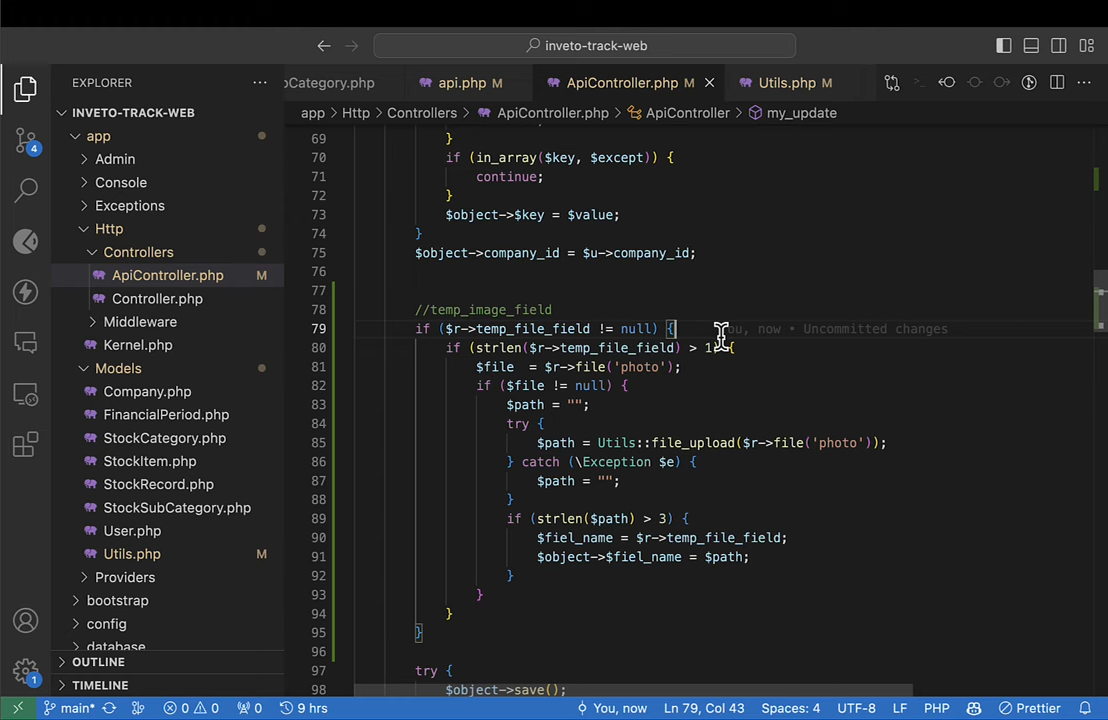 inveto-track-web
EXPLORER
pCategory.php
api.php M
ApiController.php M
Utils.php M
INVETO-TRACK-WEB
app
Http
Controllers
ApiController.php
ApiController
my_update
app
Admin
Console
Exceptions
Http
Controllers
ApiController.php M
Controller.php
Middleware
Kernel.php
Models
Company.php
FinancialPeriod.php
StockCategory.php
StockItem.php
StockRecord.php
StockSubCategory.php
User.php
Utils.php M
Providers
bootstrap
config
database
OUTLINE
TIMELINE
4
1
69 }
70 if (in_array($key, $except)) {
71 continue;
72 }
73 $object->$key = $value;
74 }
75 $object->company_id = $u->company_id;
76
77
78 //temp_image_field
79 if ($r->temp_file_field != null) { You, now • Uncommitted changes
80 if (strlen($r->temp_file_field) > 1) {
81 $file  = $r->file('photo');
82 if ($file != null) {
83 $path = "";
84 try {
85 $path = Utils::file_upload($r->file('photo'));
86 } catch (\Exception $e) {
87 $path = "";
88 }
89 if (strlen($path) > 3) {
90 $fiel_name = $r->temp_file_field;
91 $object->$fiel_name = $path;
92 }
93 }
94 }
95 }
96
97 try {
98 $object->save();
main* 0 0 0 9 hrs You, now Ln 79, Col 43 Spaces: 4 UTF-8 LF PHP Prettier